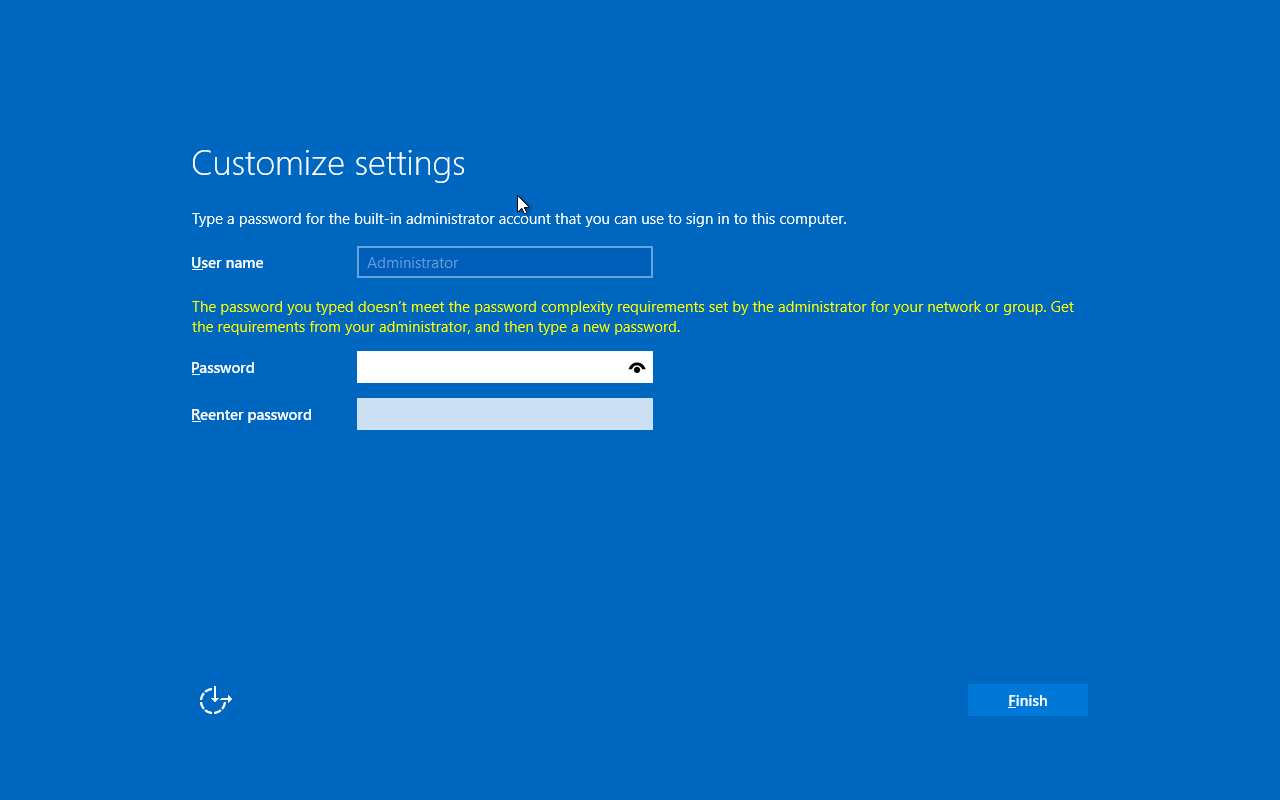 Customize settings
Type a password for the built-in administrator account that you can use to sign in to this computer.
User name
Administrator
The password you typed doesn't meet the password complexity requirements set by the administrator for your network or group. Get
the requirements from your administrator, and then type a new password.
Password
Reenter password
Finish